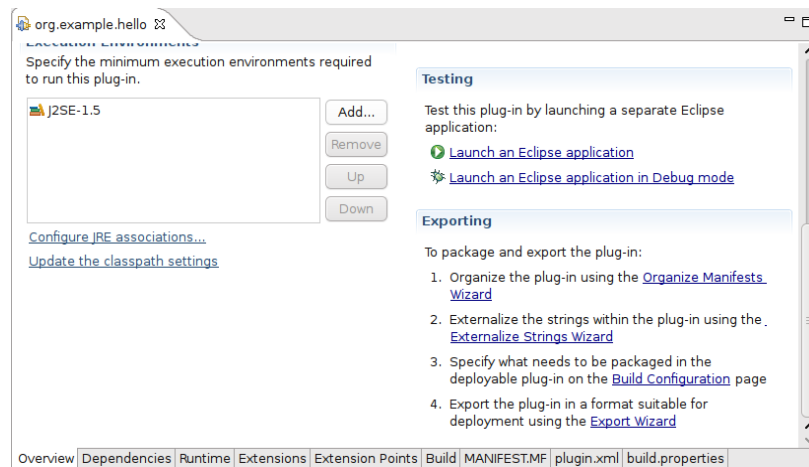 org.example.hello
Execution Environments
Specify the minimum execution environments required
to run this plug-in.
J2SE-1.5
Add...
Remove
Up
Down
Configure JRE associations...
Update the classpath settings
Testing
Test this plug-in by launching a separate Eclipse
application:
Launch an Eclipse application
Launch an Eclipse application in Debug mode
Exporting
To package and export the plug-in:
1. Organize the plug-in using the Organize Manifests
Wizard
2. Externalize the strings within the plug-in using the
Externalize Strings Wizard
3. Specify what needs to be packaged in the
deployable plug-in on the Build Configuration page
4. Export the plug-in in a format suitable for
deployment using the Export Wizard
Overview Dependencies Runtime Extensions Extension Points Build MANIFEST.MF plugin.xml build.properties